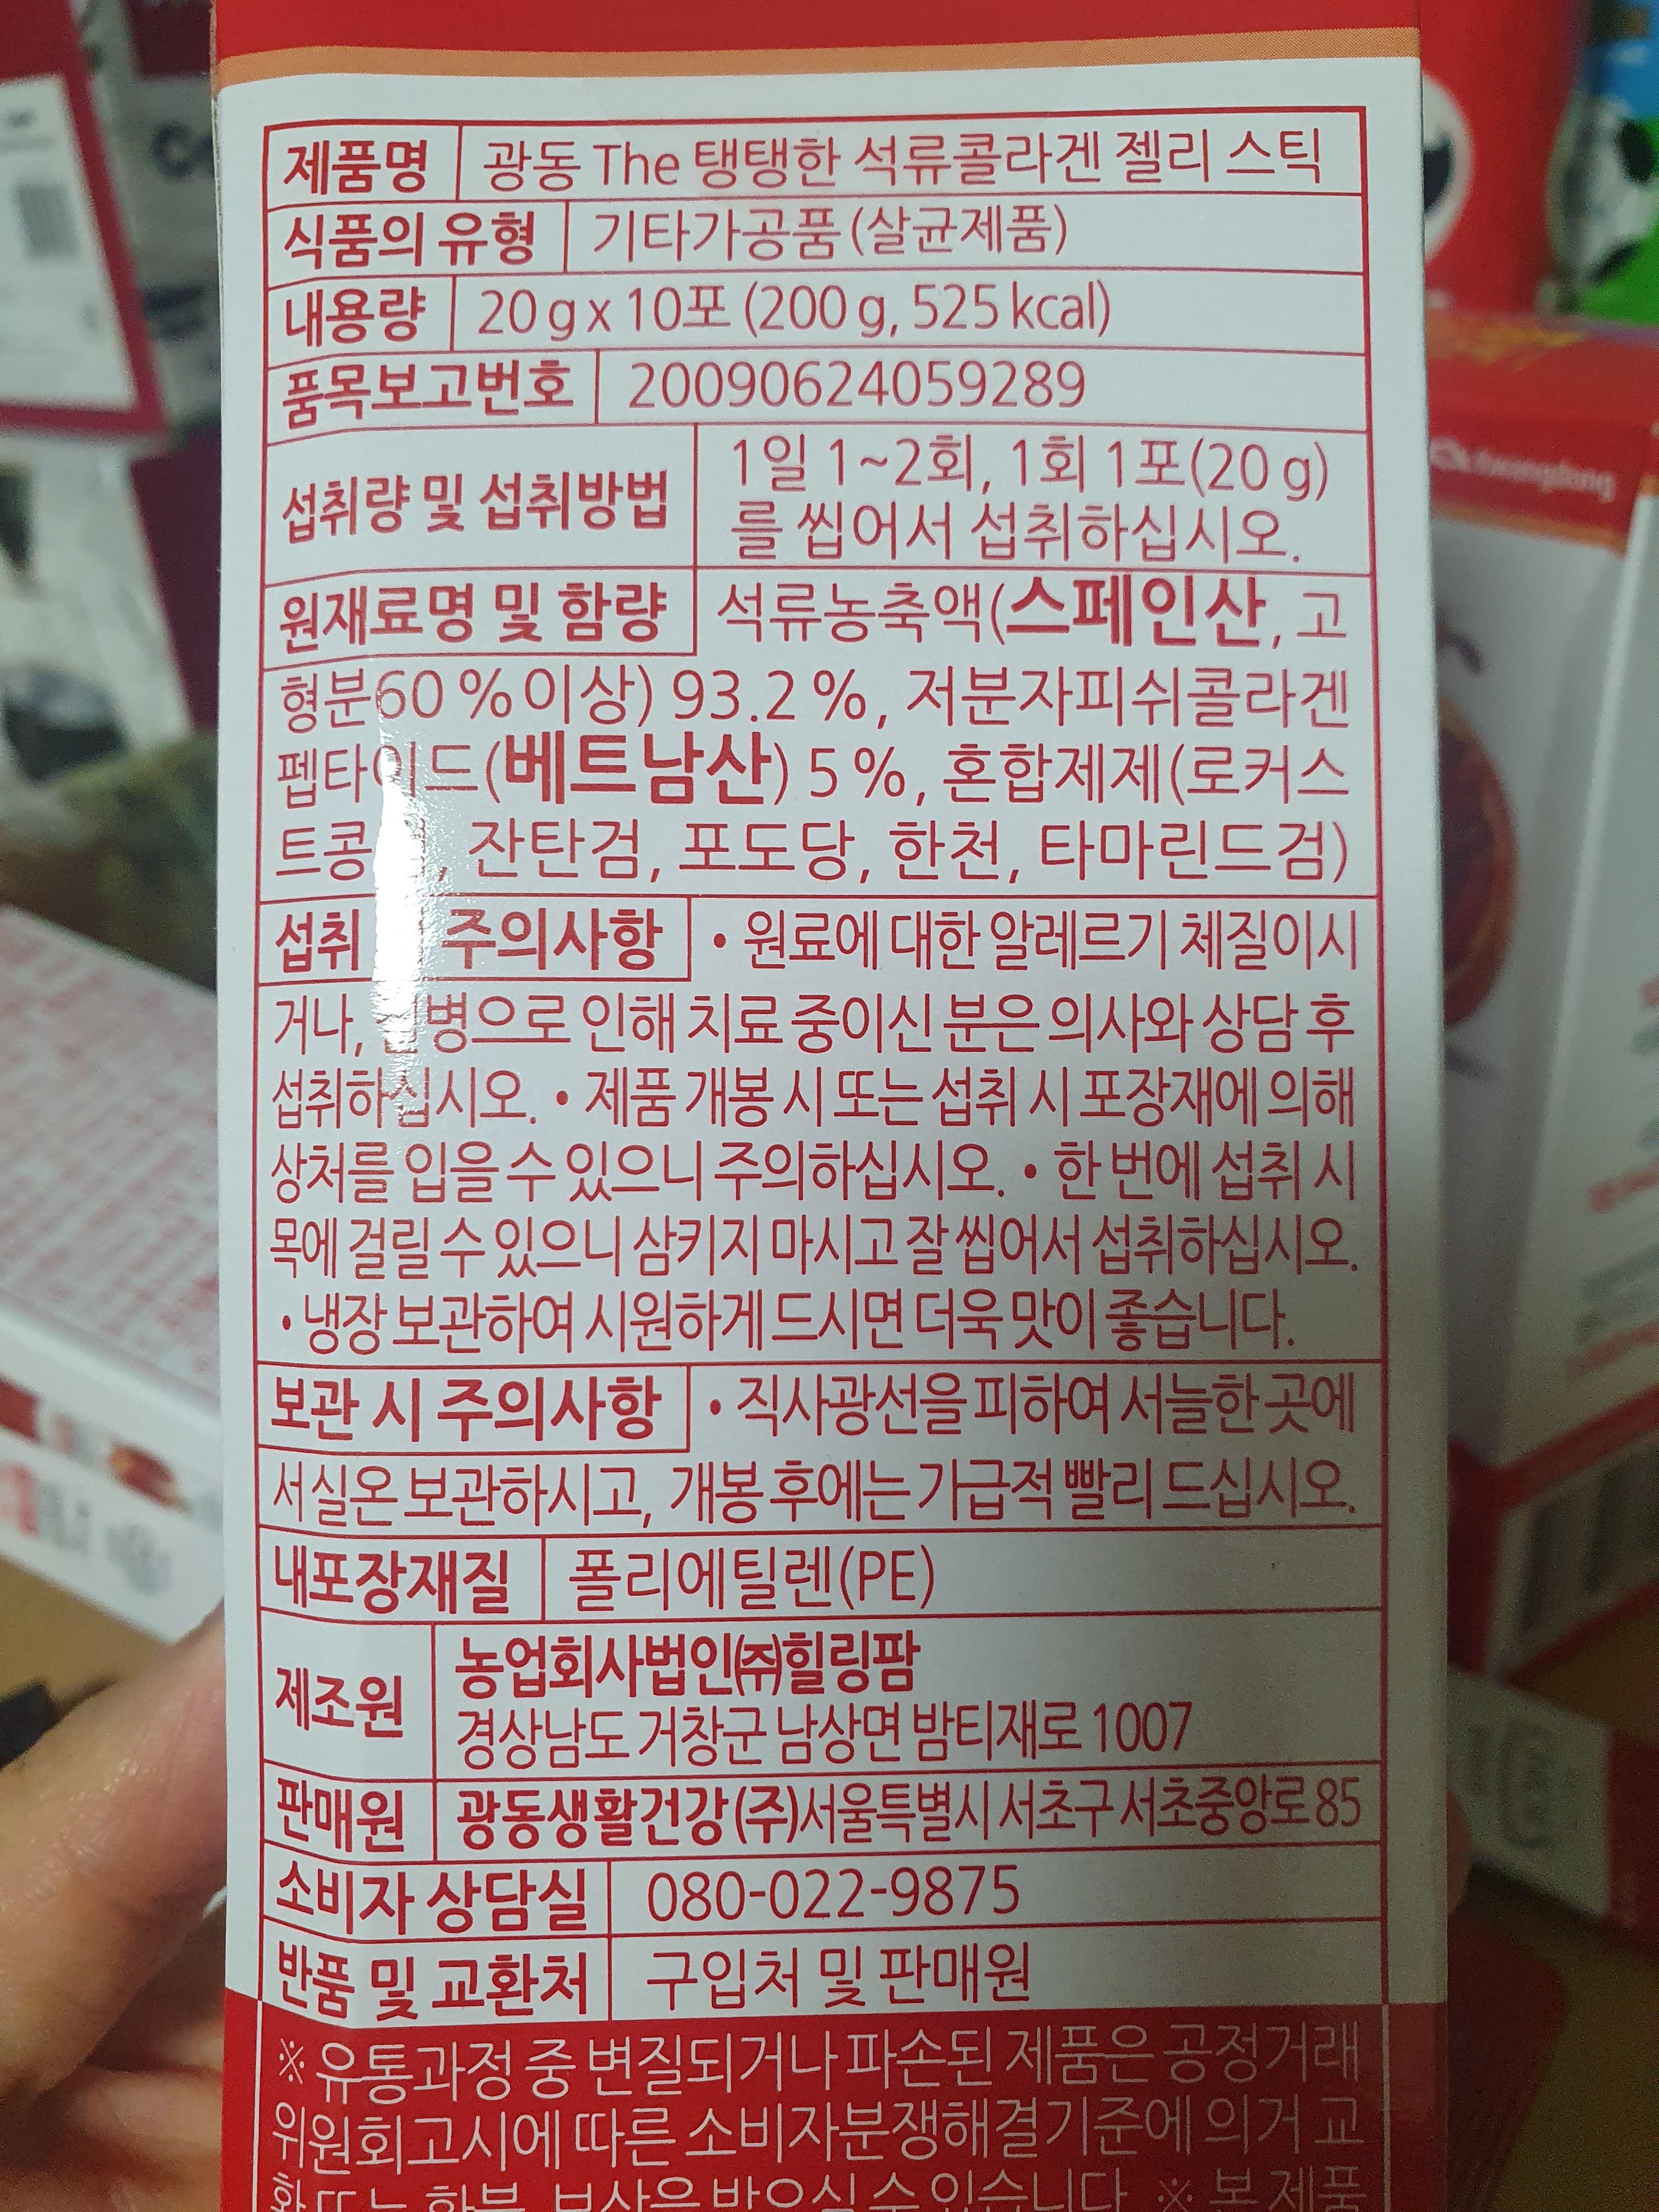 제품명 광동 The 탱탱한 석류콜라겐 젤리 스틱
식품의 유형 기타가공품 (살균제품)
내용량 20 g x 10포 (200 g, 525 kcal)
품목보고번호 20090624059289
섭취량 및 섭취방법 1일 1~2회, 1회 1포(20 g)
를 씹어서 섭취하십시오.
원재료명 및 함량 석류농축액(스페인산, 고
형분60 %이상) 93.2 %, 저분자피쉬콜라겐
펩타이드(베트남산) 5 %, 혼합제제(로커스
트콩 , 잔탄검, 포도당, 한천, 타마린드검)
섭취 주의사항 • 원료에 대한 알레르기 체질이시
거나, 질병으로 인해 치료 중이신 분은 의사와 상담 후
섭취하십시오. • 제품 개봉 시 또는 섭취 시 포장재에 의해
상처를 입을 수 있으니 주의하십시오. • 한 번에 섭취 시
목에 걸릴 수 있으니 삼키지 마시고 잘 씹어서 섭취하십시오.
• 냉장 보관하여 시원하게 드시면 더욱 맛이 좋습니다.
보관 시 주의사항 • 직사광선을 피하여 서늘한 곳에
서 실온 보관하시고, 개봉 후에는 가급적 빨리 드십시오.
내포장재질 폴리에틸렌(PE)
제조원 농업회사법인㈜힐링팜
경상남도 거창군 남상면 밤티재로 1007
판매원 광동생활건강(주)서울특별시 서초구 서초중앙로 85
소비자 상담실 080-022-9875
반품 및 교환처 구입처 및 판매원
※ 유통과정 중 변질되거나 파손된 제품은 공정거래
위원회 고시에 따른 소비자분쟁해결기준에 의거 교
환 또는 환불, 보상을 받으실 수 있습니다. ※ 본 제품
Kwangdong